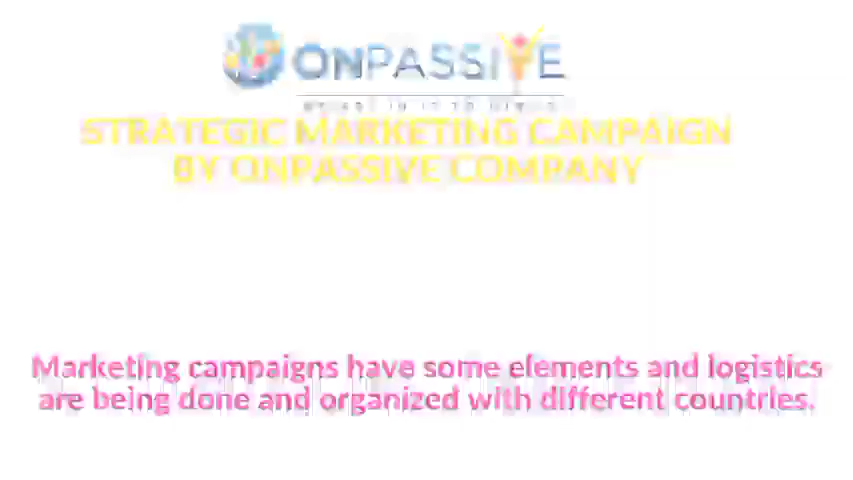 ONPASSIVE
STRATEGIC MARKETING CAMPAIGN
BY ONPASSIVE COMPANY
Marketing campaigns have some elements and logistics
are being done and organized with different countries.